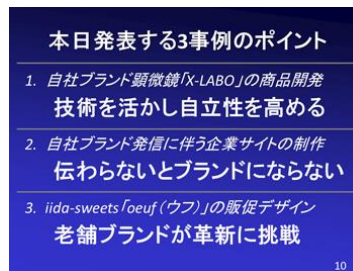 本日発表する3事例のポイント
1. 自社ブランド顕微鏡「X-LABO」の商品開発
技術を活かし自立性を高める
2. 自社ブランド発信に伴う企業サイトの制作
伝わらないとブランドにならない
3. iida-sweets「oeuf (ウフ)」の販促デザイン
老舗ブランドが革新に挑戦
10